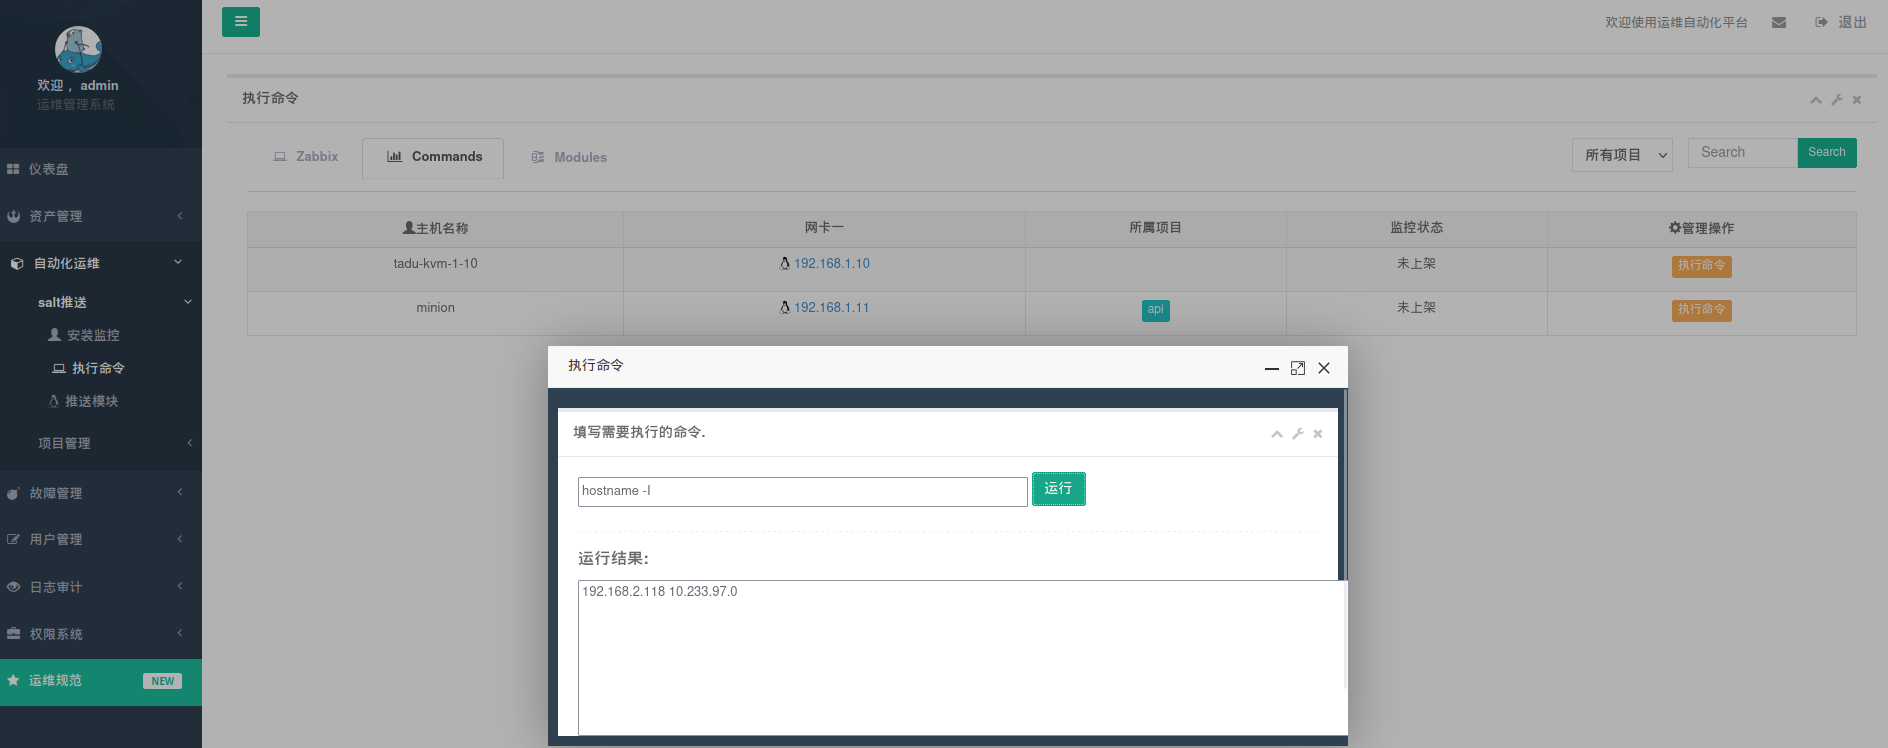 欢迎使用运维自动化平台 退出
欢迎， admin
运维管理系统
仪表盘
资产管理
自动化运维
salt推送
安装监控
执行命令
推送模块
项目管理
故障管理
用户管理
日志审计
权限系统
运维规范 NEW
执行命令
Zabbix Commands Modules 所有项目 Search Search
主机名称 网卡一 所属项目 监控状态 管理操作
tadu-kvm-1-10 192.168.1.10 未上架 执行命令
minion 192.168.1.11 api 未上架 执行命令
执行命令
填写需要执行的命令.
hostname -I 运行
运行结果:
192.168.2.118 10.233.97.0